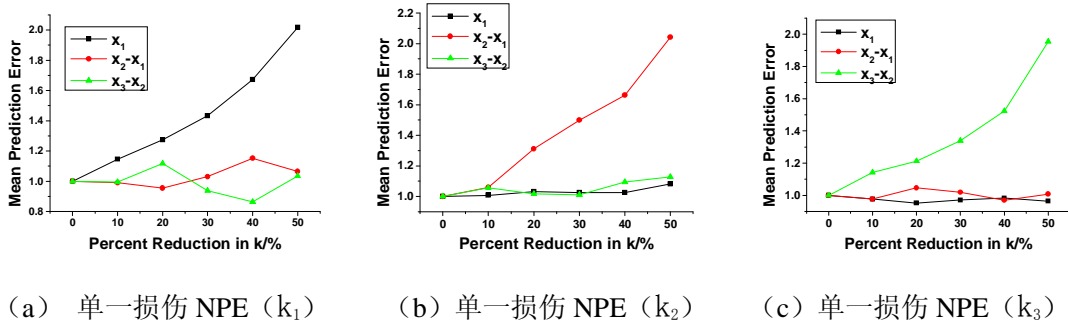 2.0
1.8
1.6
1.4
1.2
1.0
0.8
Mean Prediction Error
x₁
x₂-x₁
x₃-x₂
0 10 20 30 40 50
Percent Reduction in k/%
2.2
2.0
1.8
1.6
1.4
1.2
1.0
Mean Prediction Error
x₁
x₂-x₁
x₃-x₂
0 10 20 30 40 50
Percent Reduction in k/%
2.0
1.8
1.6
1.4
1.2
1.0
Mean Prediction Error
x₁
x₂-x₁
x₃-x₂
0 10 20 30 40 50
Percent Reduction in k/%
（a） 单一损伤 NPE（k₁）
（b）单一损伤 NPE（k₂）
（c）单一损伤 NPE（k₃）